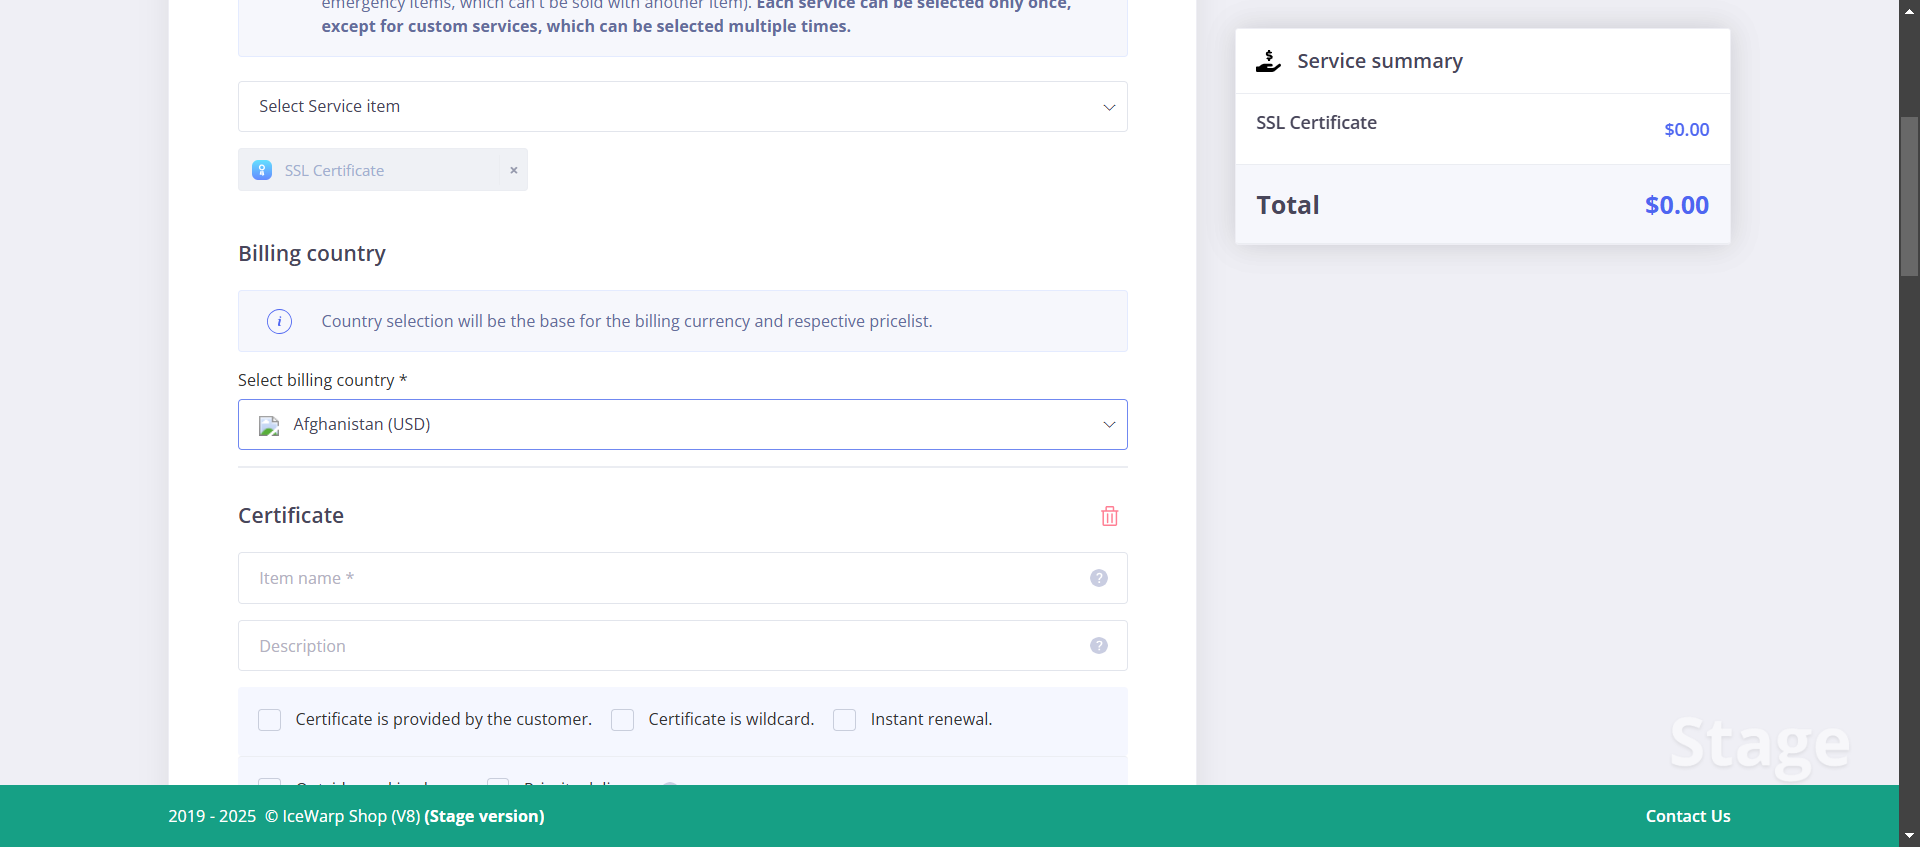 emergency items, which can't be sold with another item). Each service can be selected only once,
except for custom services, which can be selected multiple times.
Select Service item
SSL Certificate ×
Billing country
i Country selection will be the base for the billing currency and respective pricelist.
Select billing country *
Afghanistan (USD)
Certificate
Item name * ?
Description ?
Certificate is provided by the customer. Certificate is wildcard. Instant renewal.
Service summary
SSL Certificate $0.00
Total $0.00
Stage
2019 - 2025 © IceWarp Shop (V8) (Stage version) Contact Us